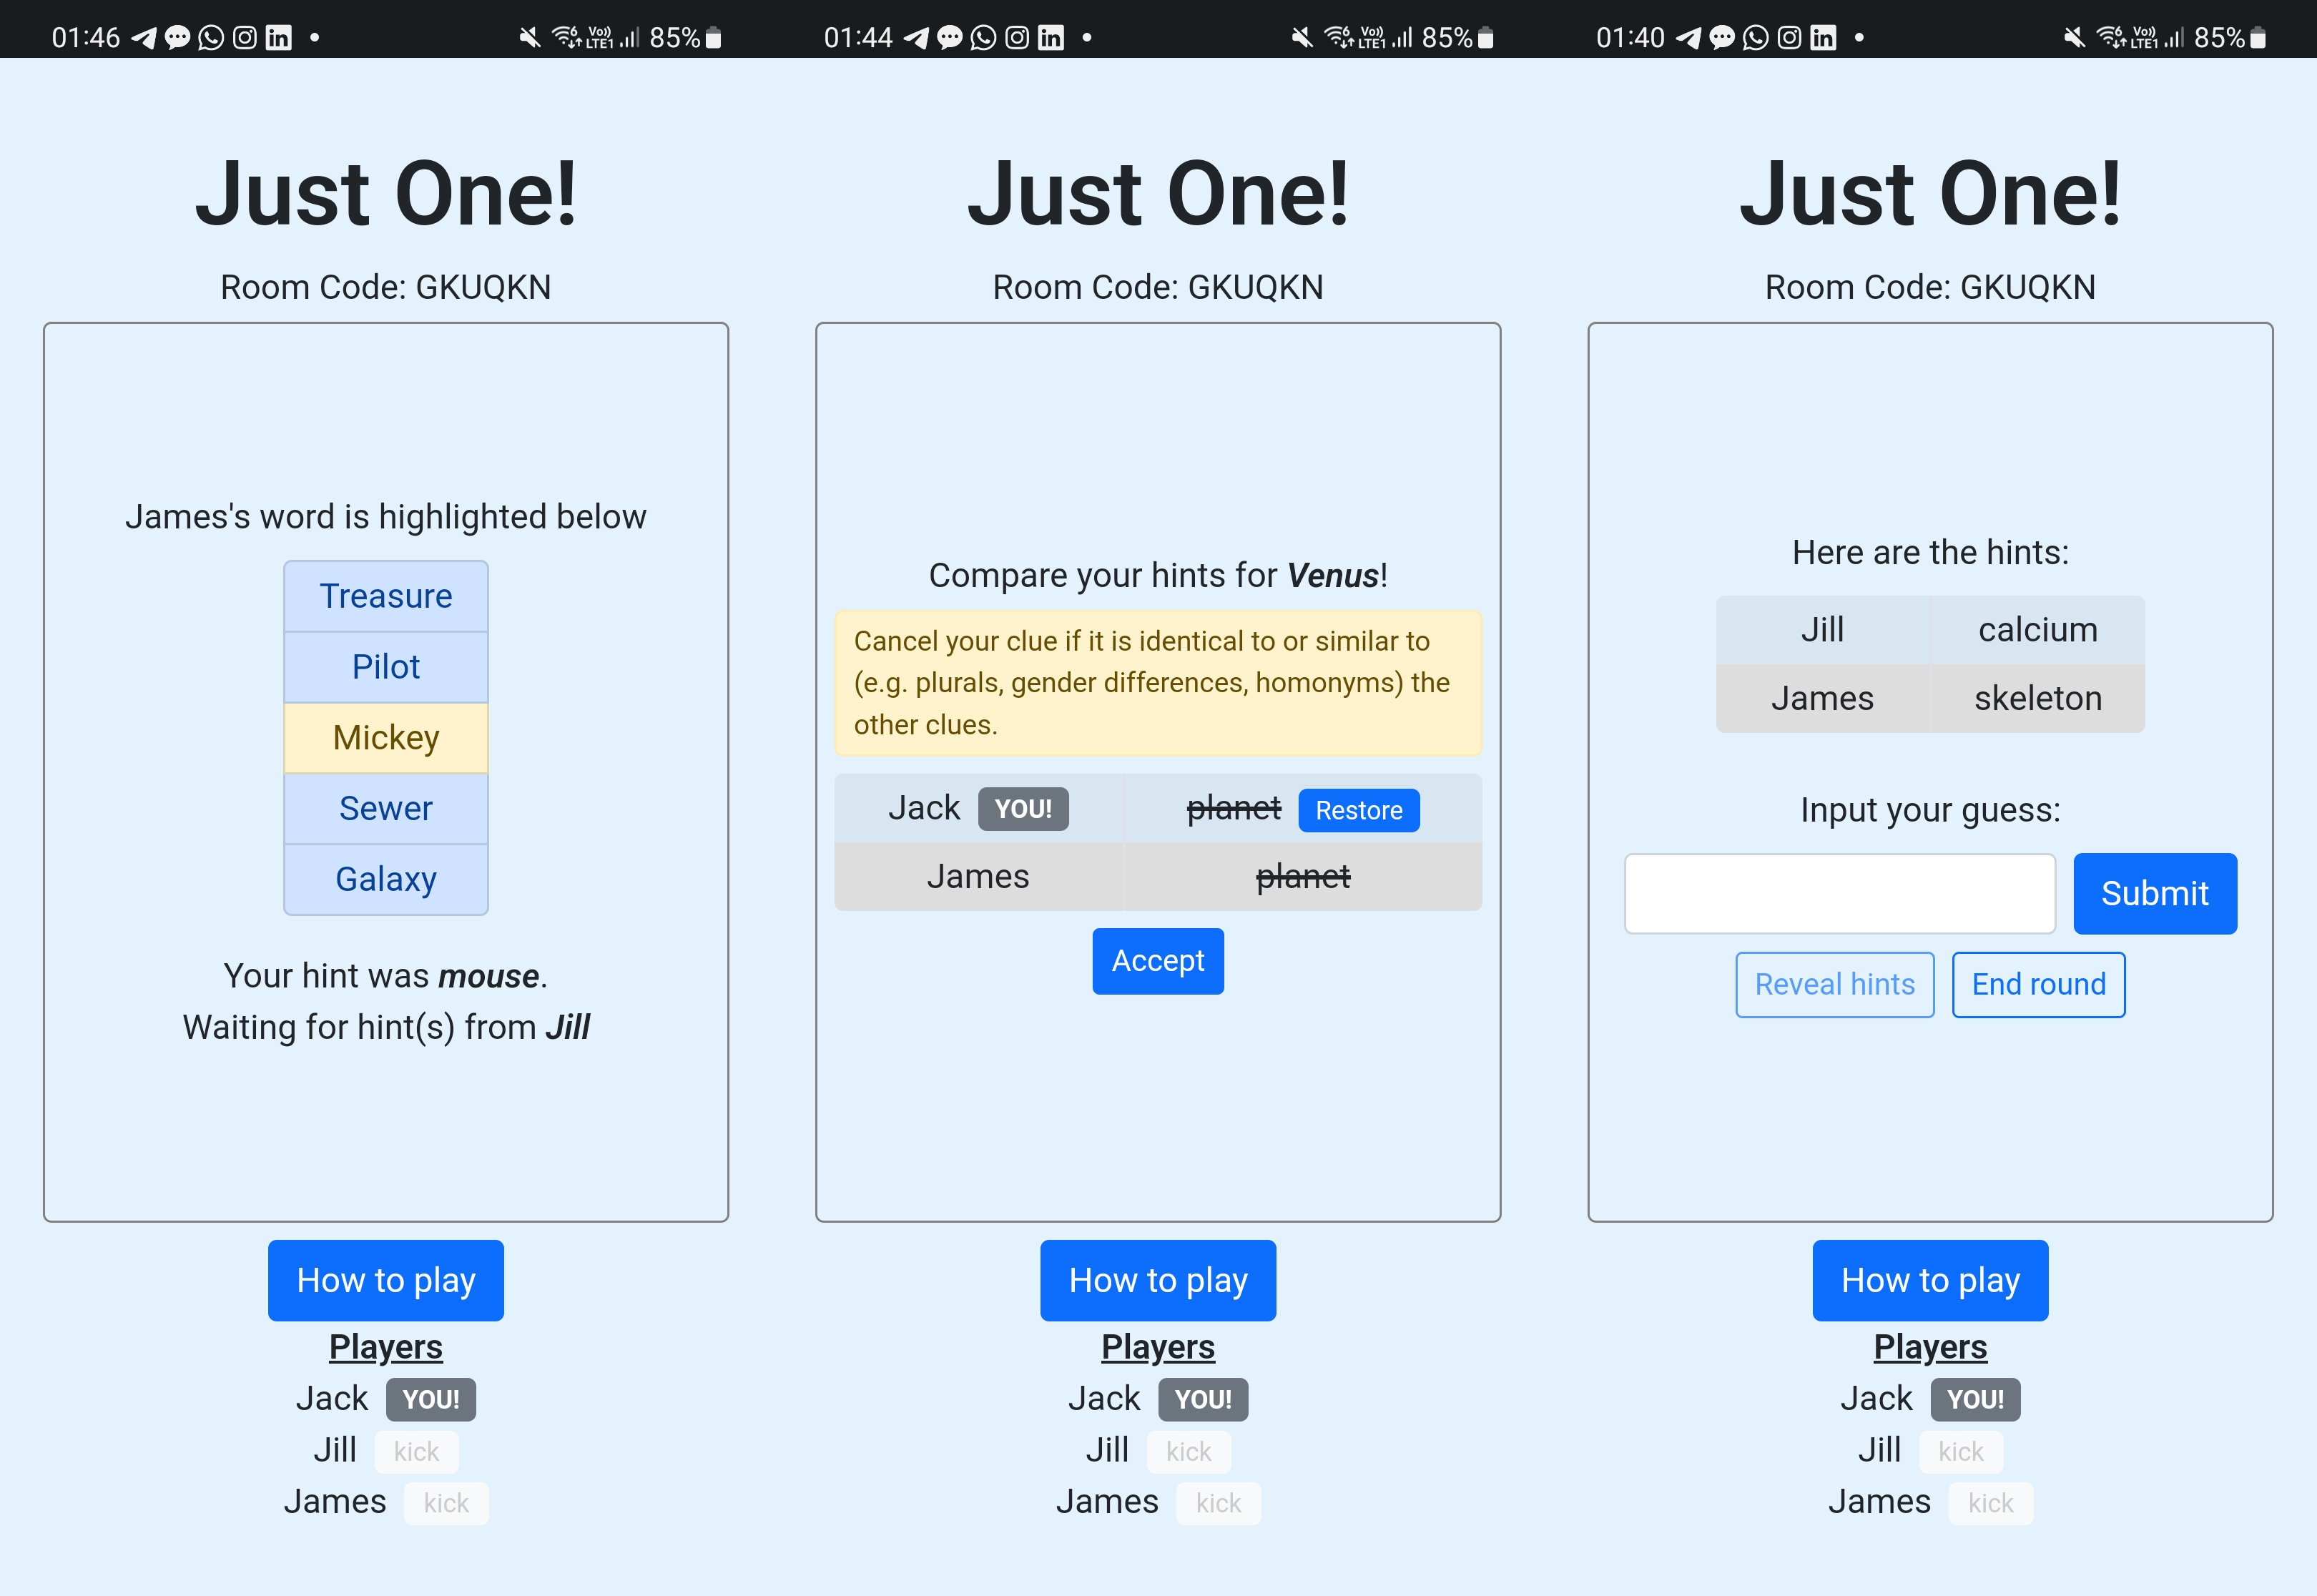 01:46 Vo)) LTE1 85%
Just One!
Room Code: GKUQKN
James's word is highlighted below
Treasure
Pilot
Mickey
Sewer
Galaxy
Your hint was mouse.
Waiting for hint(s) from Jill
How to play
Players
Jack YOU!
Jill kick
James kick
01:44 Vo)) LTE1 85%
Just One!
Room Code: GKUQKN
Compare your hints for Venus!
Cancel your clue if it is identical to or similar to
(e.g. plurals, gender differences, homonyms) the
other clues.
Jack YOU! planet Restore
James planet
Accept
How to play
Players
Jack YOU!
Jill kick
James kick
01:40 Vo)) LTE1 85%
Just One!
Room Code: GKUQKN
Here are the hints:
Jill calcium
James skeleton
Input your guess:
Submit
Reveal hints End round
How to play
Players
Jack YOU!
Jill kick
James kick